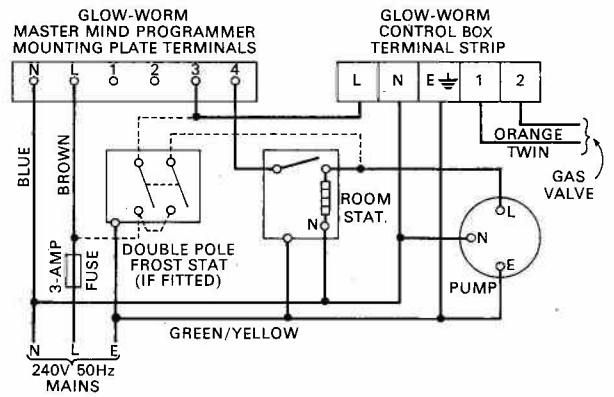 GLOW-WORM
MASTER MIND PROGRAMMER
MOUNTING PLATE TERMINALS
GLOW-WORM
CONTROL BOX
TERMINAL STRIP
N L 1 2 3 4
L N E 1 2
ORANGE
TWIN
GAS
VALVE
BLUE
BROWN
ROOM
STAT.
N
L
N
E
PUMP
DOUBLE POLE
FROST STAT
(IF FITTED)
3-AMP
FUSE
GREEN/YELLOW
N L E
240V 50Hz
MAINS